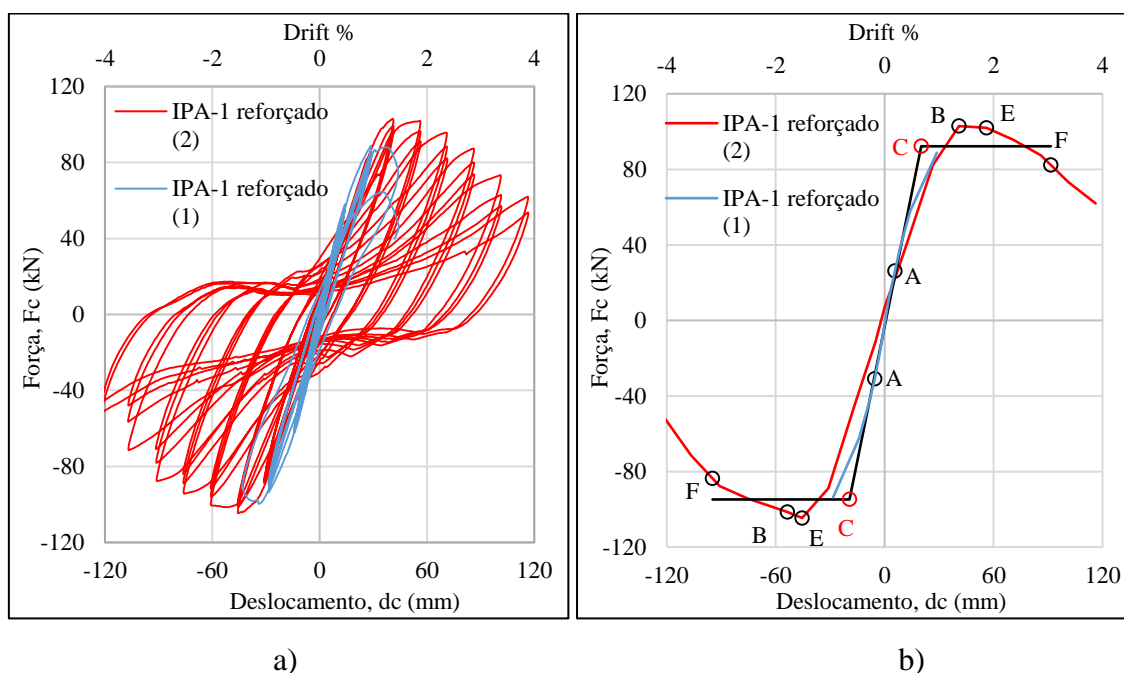 Drift %
-4 -2 0 2 4
120
80
40
0
-40
-80
-120
Força, Fc (kN)
IPA-1 reforçado
(2)
IPA-1 reforçado
(1)
-120 -60 0 60 120
Deslocamento, dc (mm)
a)
Drift %
-4 -2 0 2 4
120
80
40
0
-40
-80
-120
Força, Fc (kN)
IPA-1 reforçado
(2)
IPA-1 reforçado
(1)
B E
C F
A
A
F
B E C
-120 -60 0 60 120
Deslocamento, dc (mm)
b)